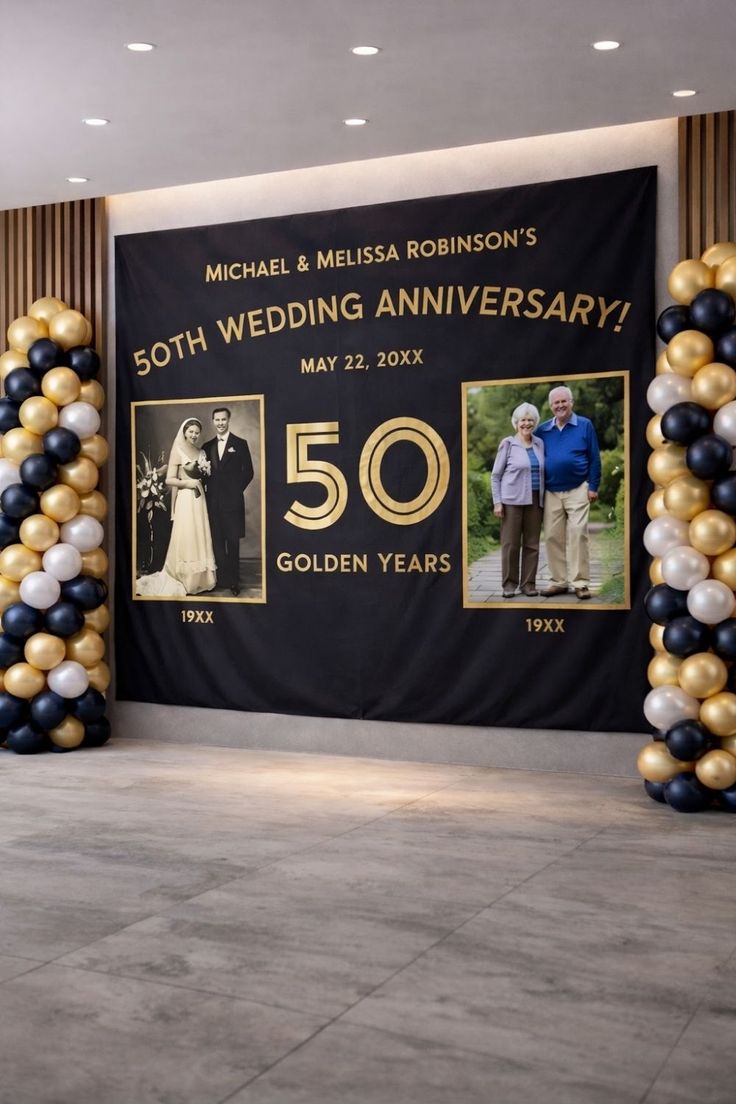 MICHAEL & MELISSA ROBINSON'S
50TH WEDDING ANNIVERSARY!
MAY 22, 20XX
50
GOLDEN YEARS
19XX
19XX